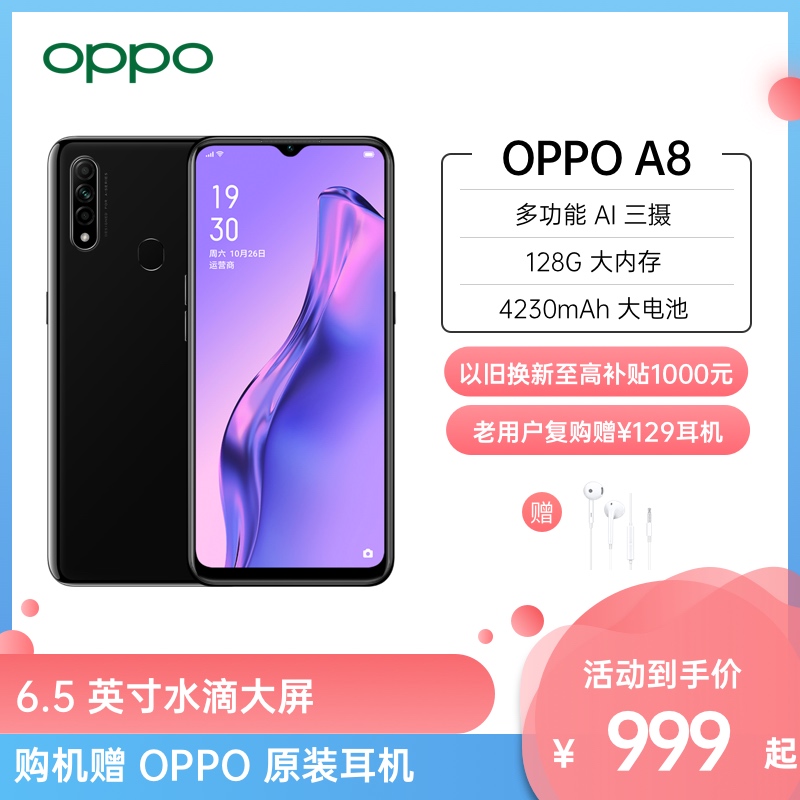 oppo
19
30
周六 10月26日
运营商
OPPO A8
多功能 AI 三摄
128G 大内存
4230mAh 大电池
以旧换新至高补贴1000元
老用户复购赠¥129耳机
赠
6.5 英寸水滴大屏
购机赠 OPPO 原装耳机
活动到手价
¥ 999 起